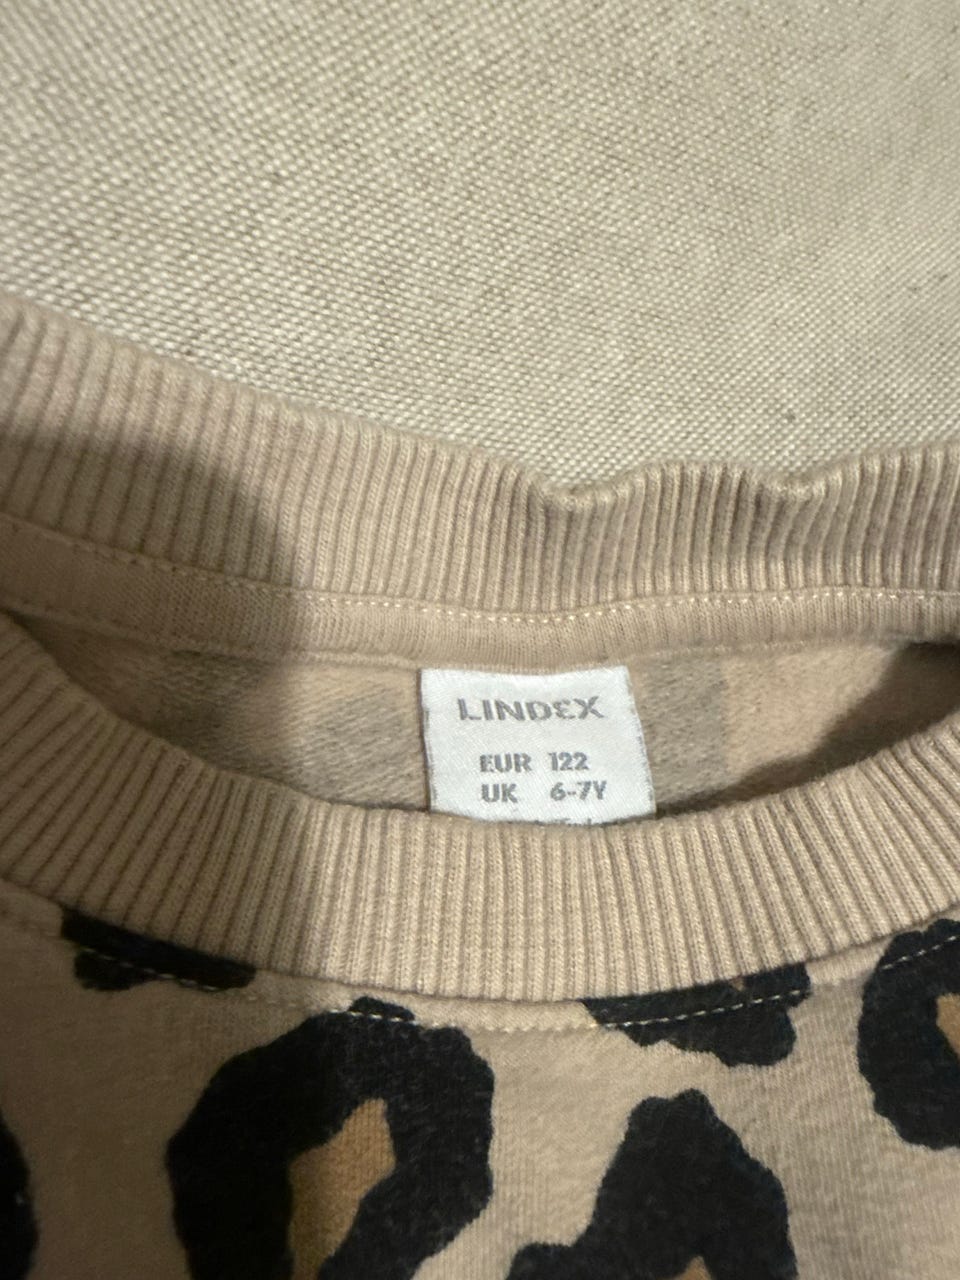 LINDEX
EUR 122
UK 6-7Y